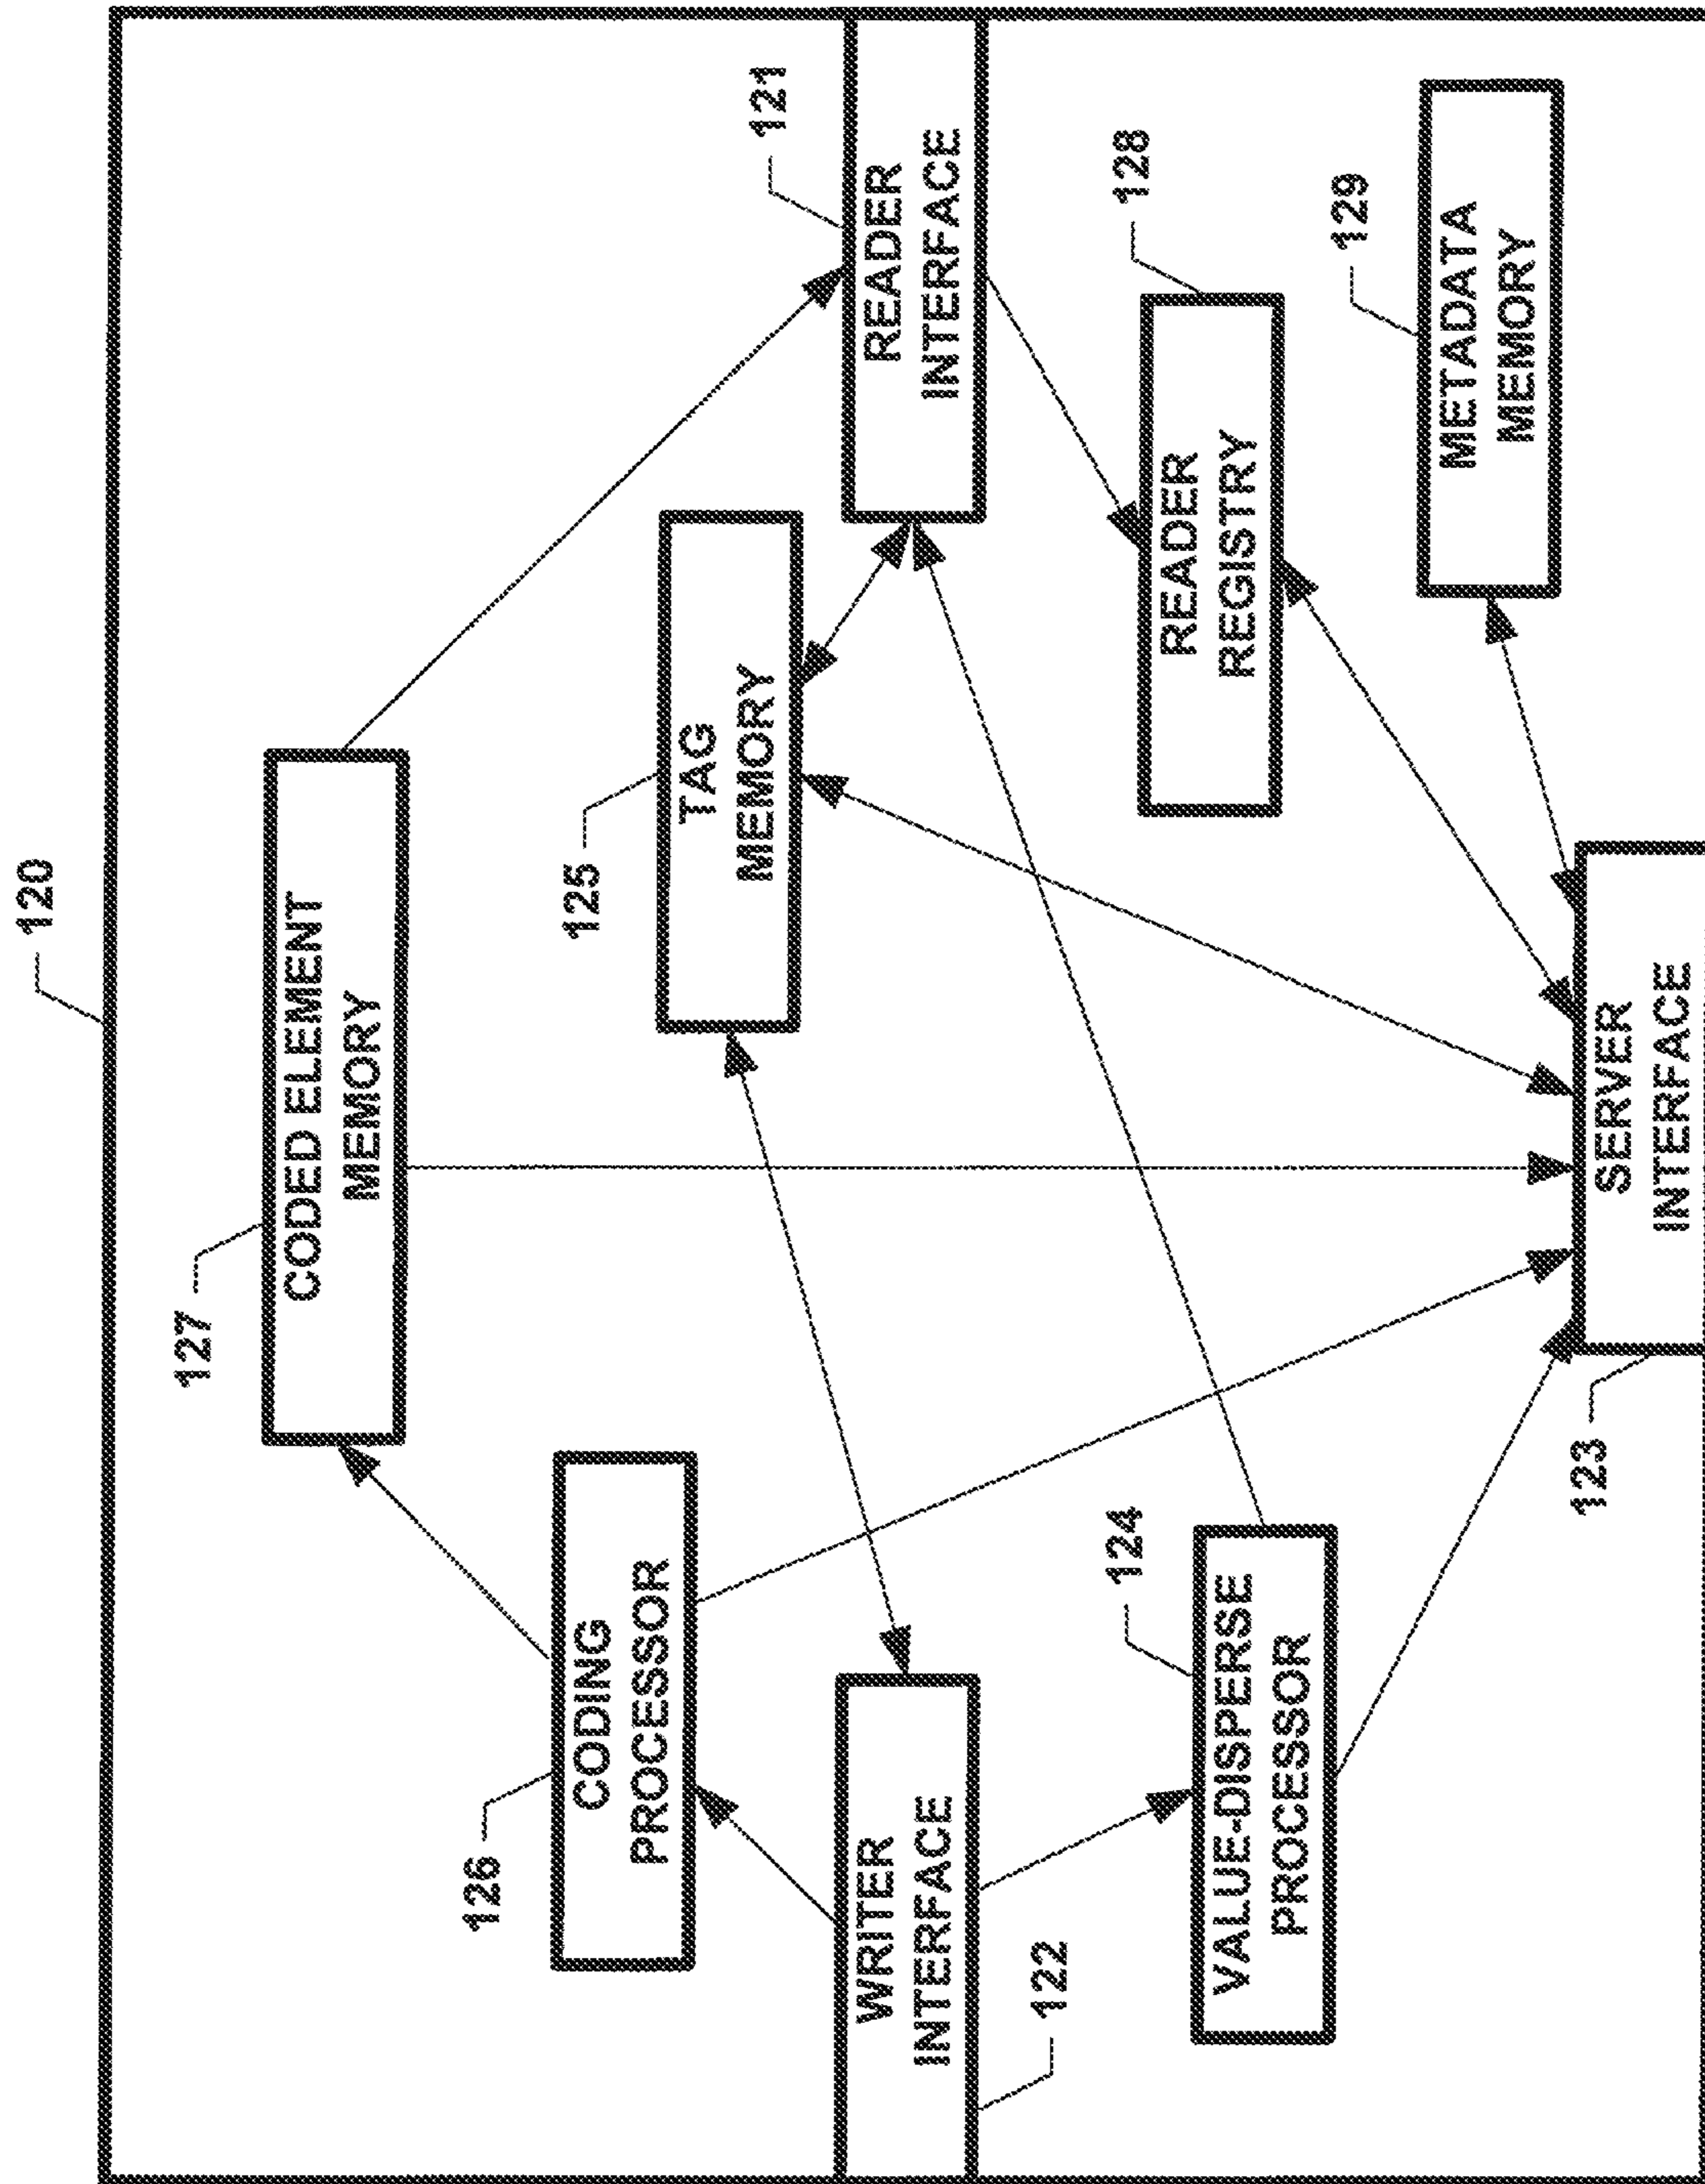 120
127
CODED ELEMENT
MEMORY
126
CODING
PROCESSOR
125
TAG
MEMORY
122
WRITER
INTERFACE
121
READER
INTERFACE
124
VALUE-DISPERSE
PROCESSOR
128
READER
REGISTRY
129
METADATA
MEMORY
123
SERVER
INTERFACE